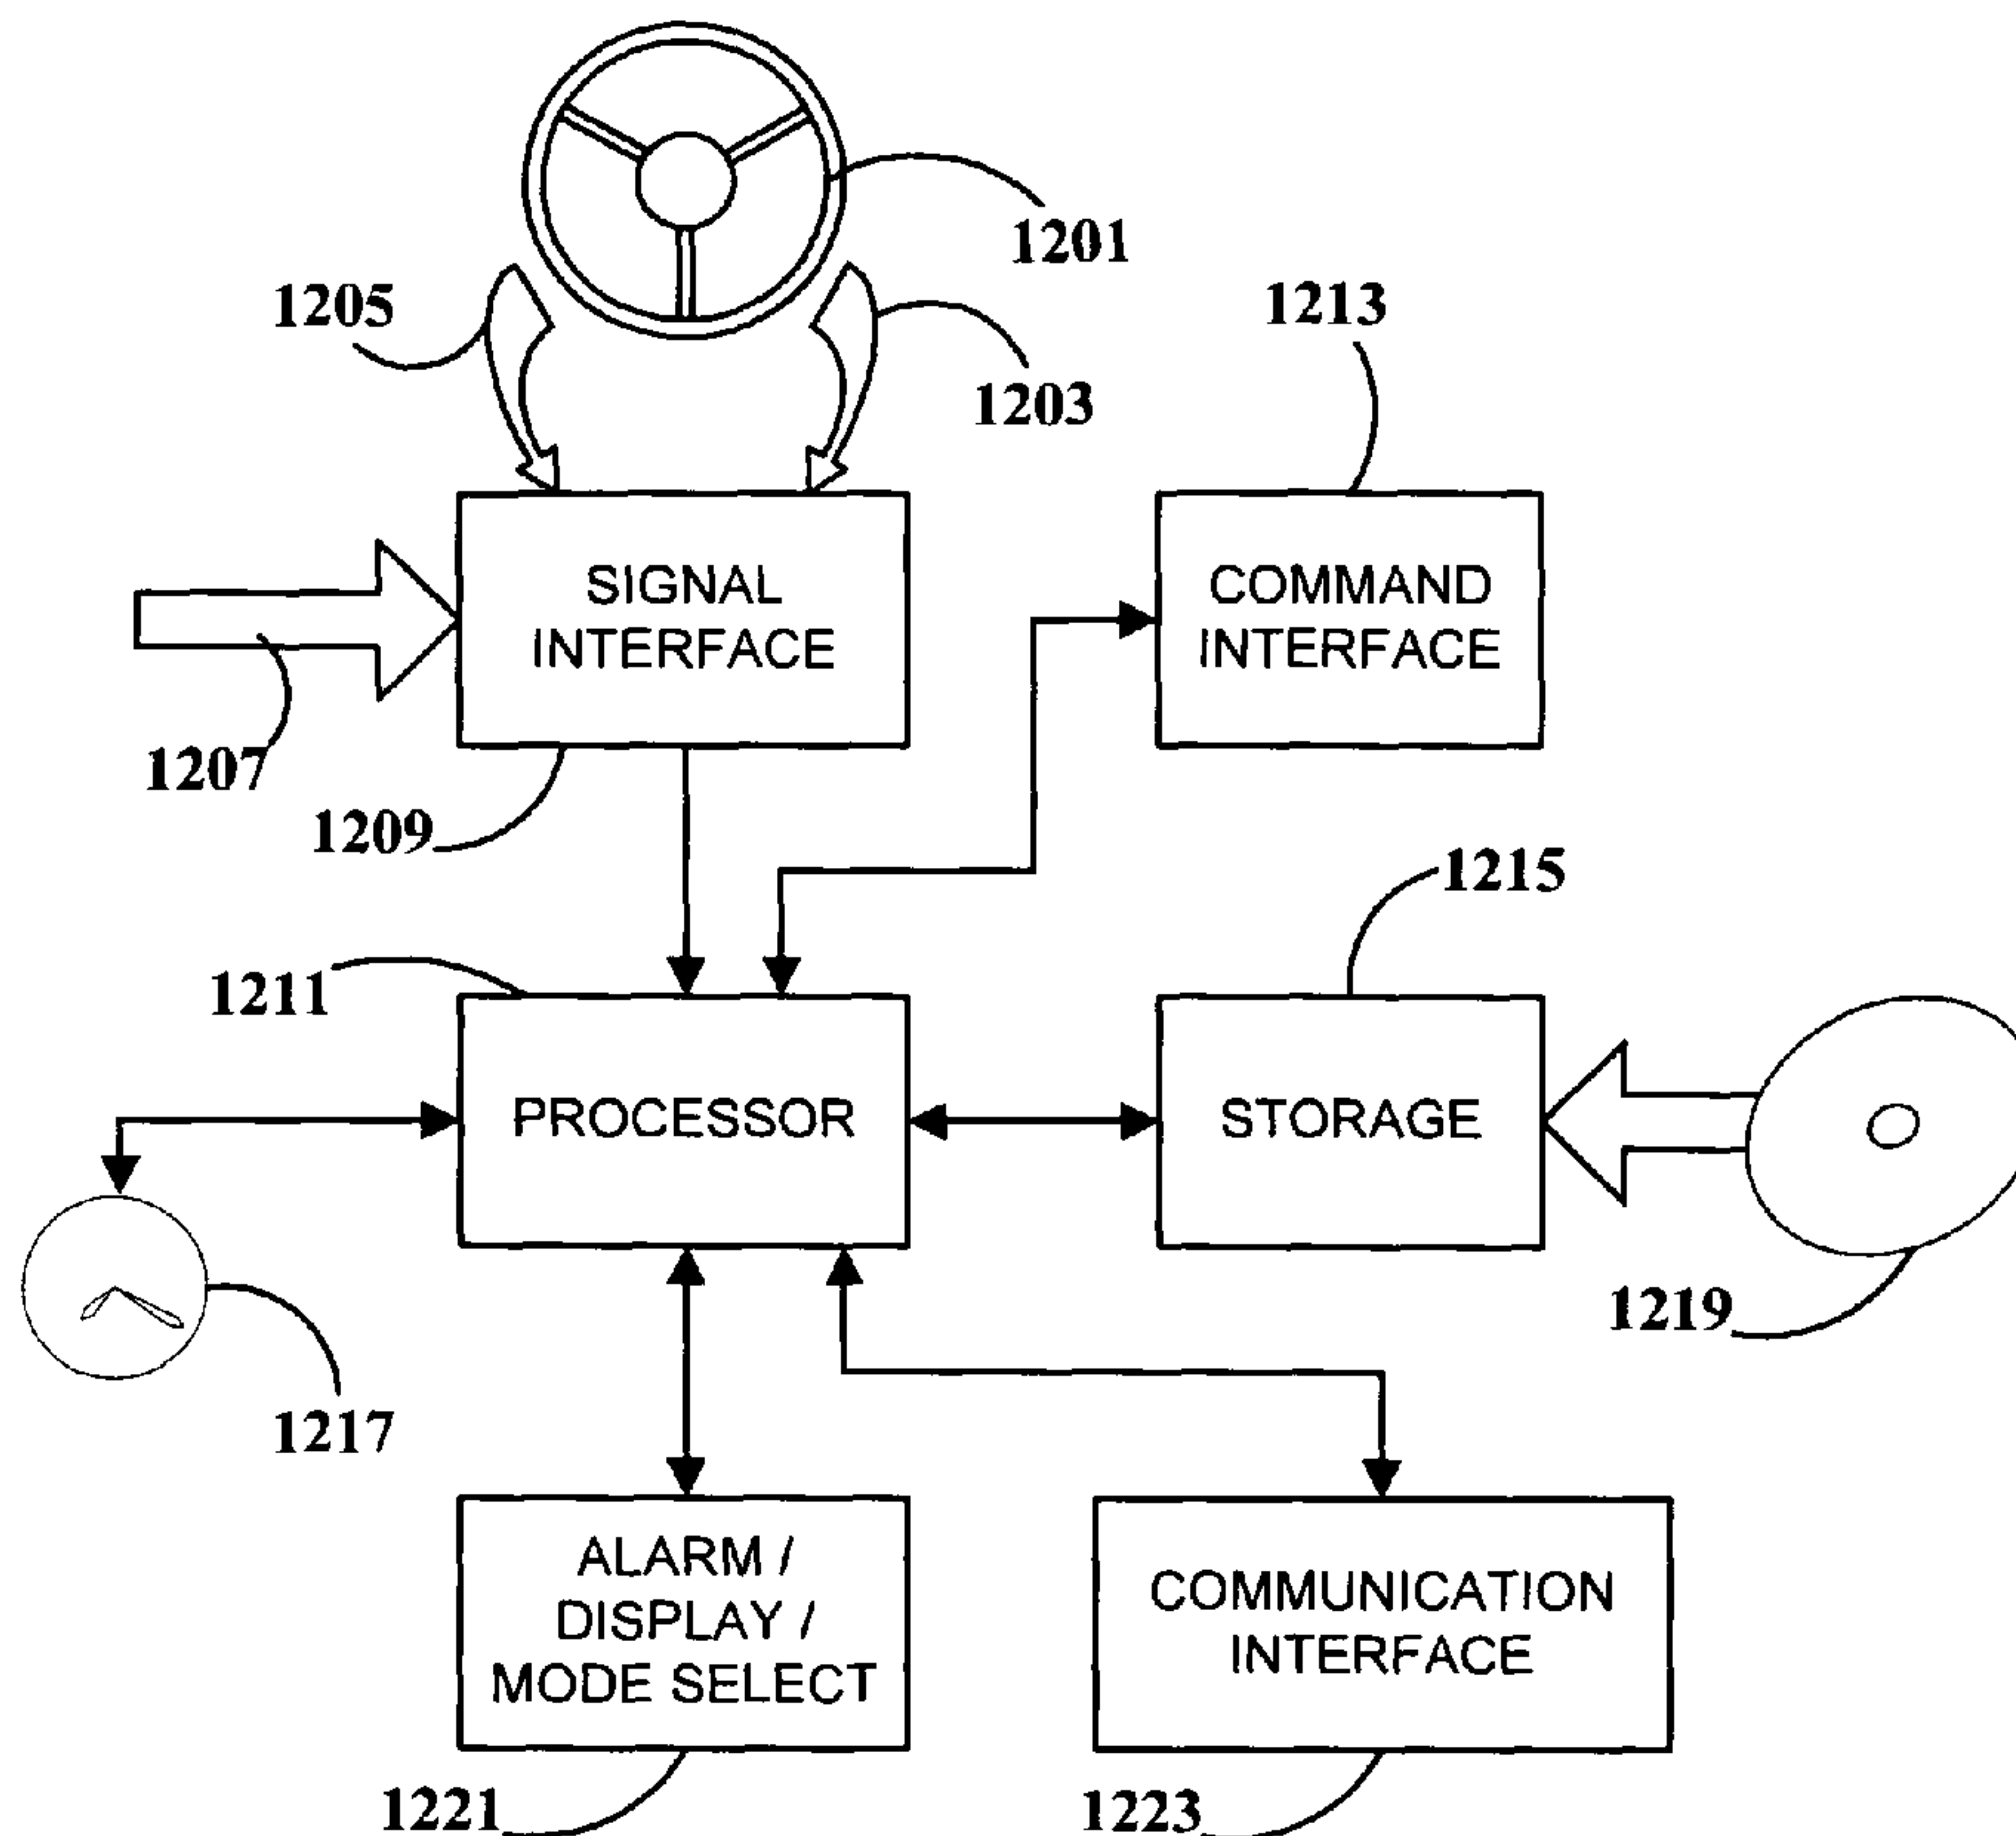 1201
1205
1213
1203
SIGNAL
INTERFACE
COMMAND
INTERFACE
1207
1209
1215
1211
PROCESSOR
STORAGE
1219
1217
ALARM /
DISPLAY /
MODE SELECT
COMMUNICATION
INTERFACE
1221
1223